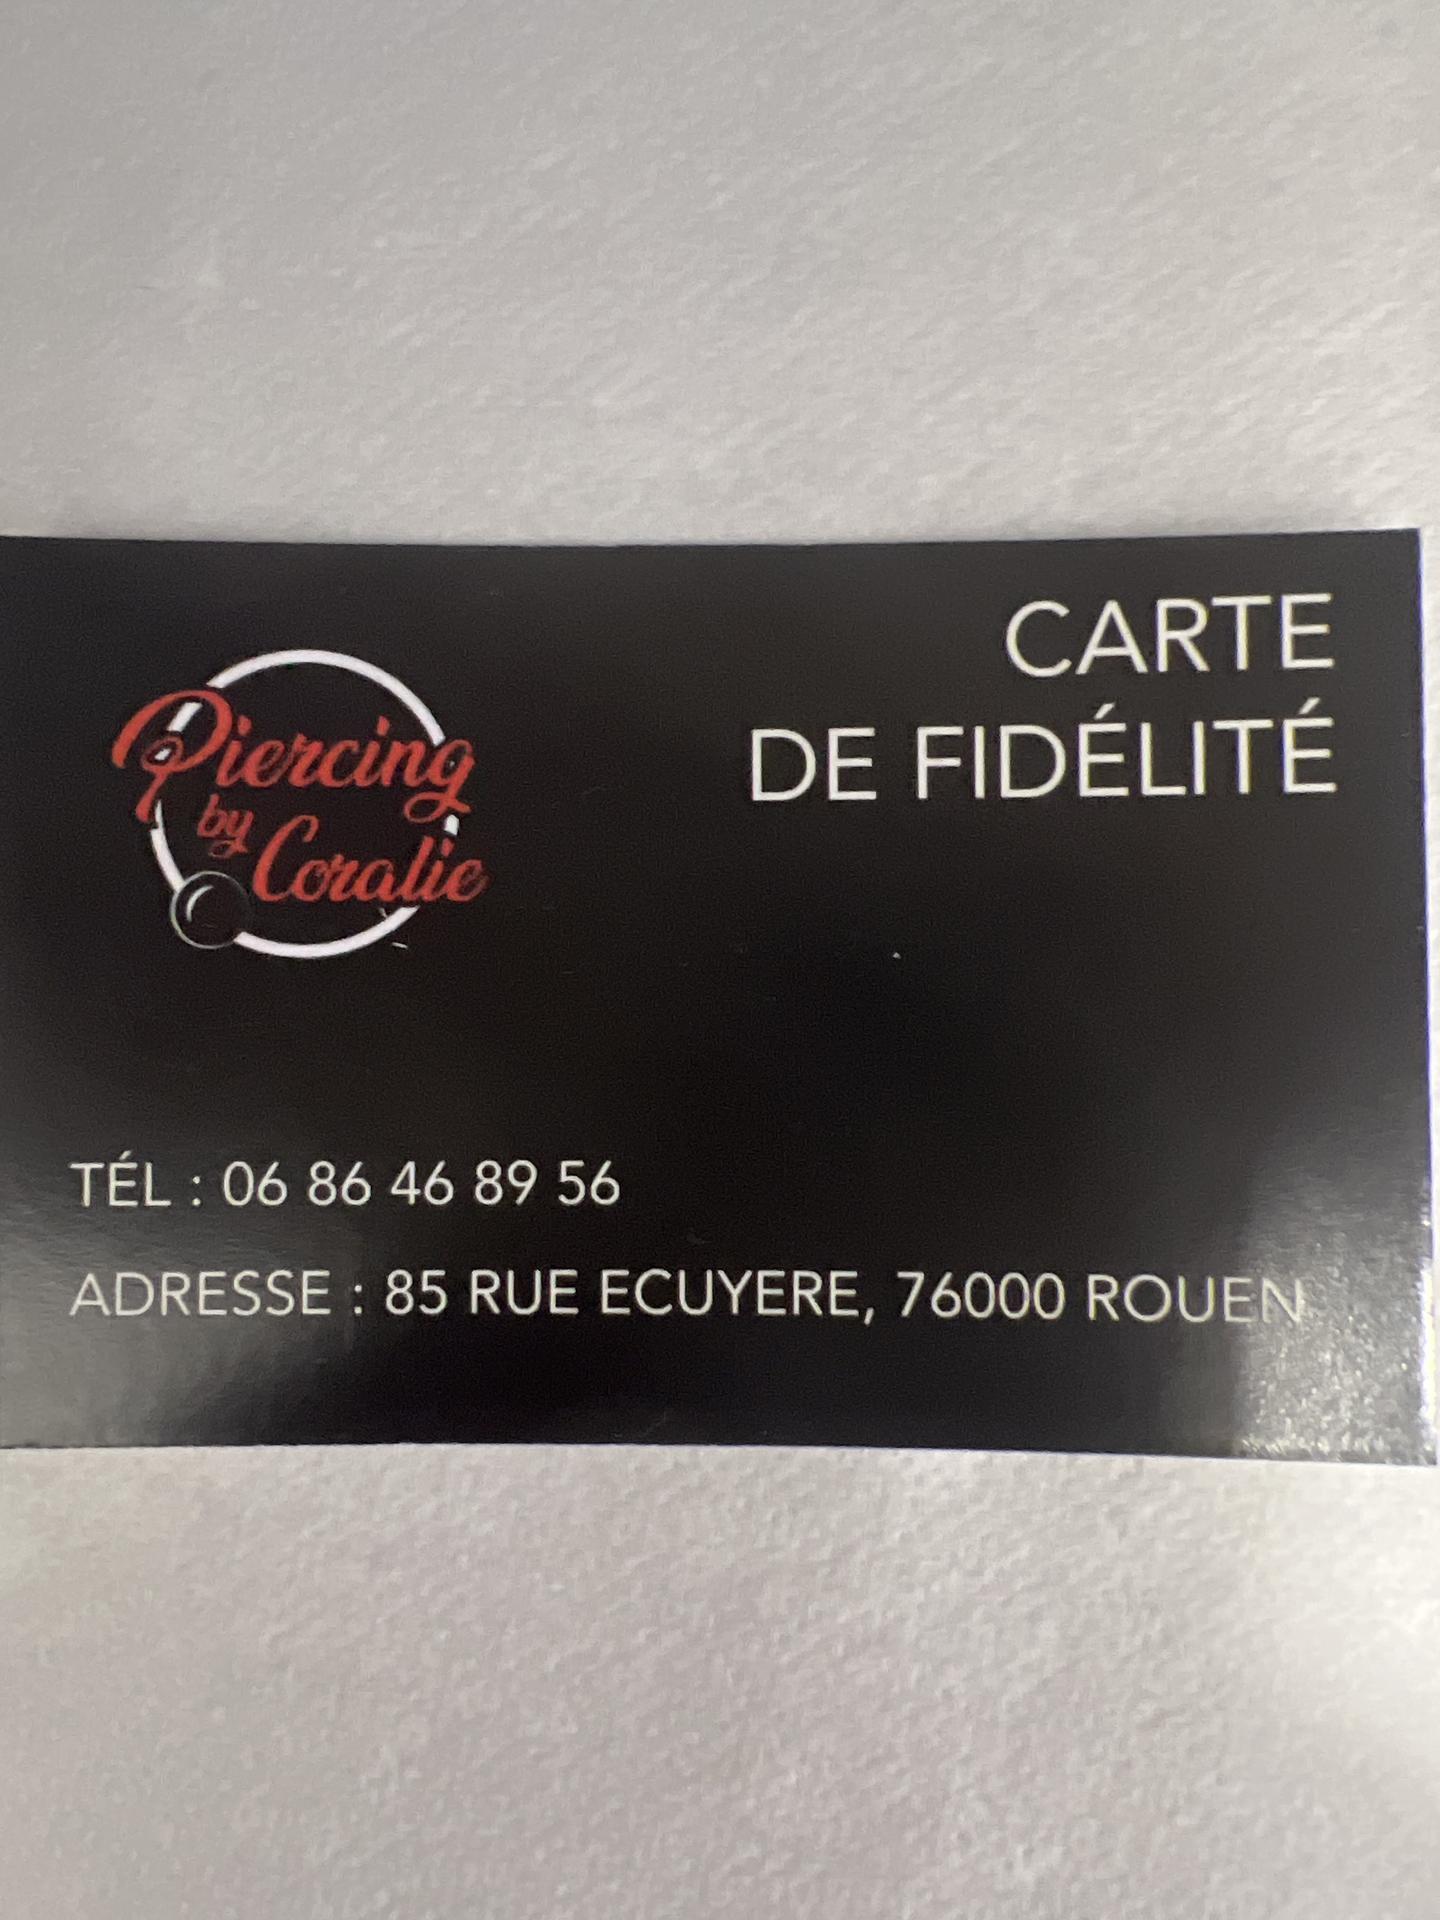 CARTE
DE FIDÉLITÉ
Piercing
by
Coralie
TÉL : 06 86 46 89 56
ADRESSE : 85 RUE ECUYERE, 76000 ROUEN